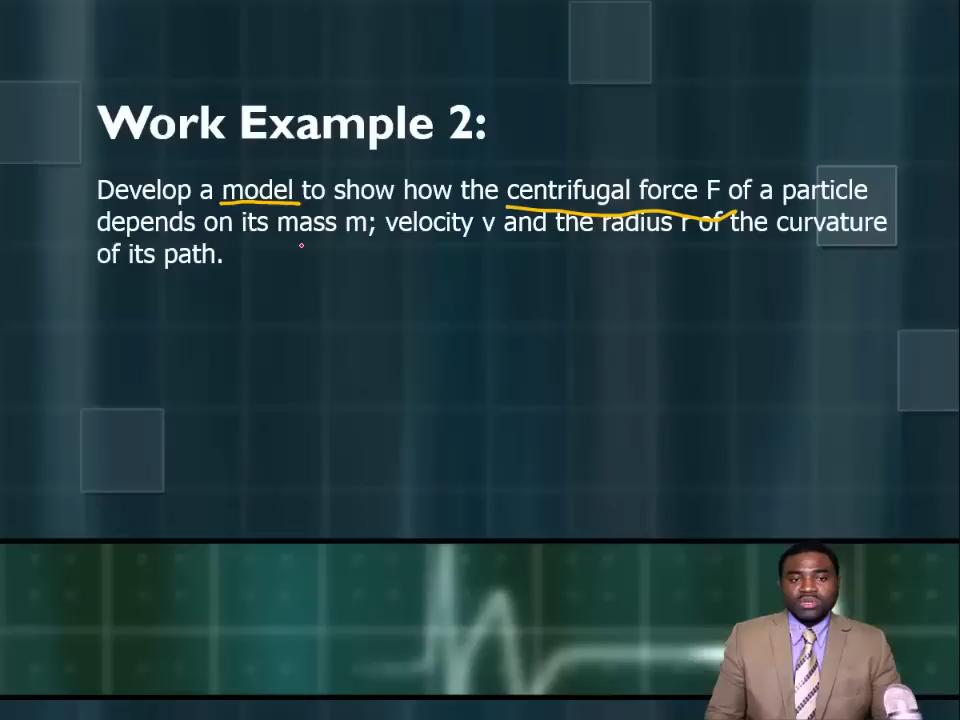 Work Example 2:
Develop a model to show how the centrifugal force F of a particle
depends on its mass m; velocity v and the radius r of the curvature
of its path.